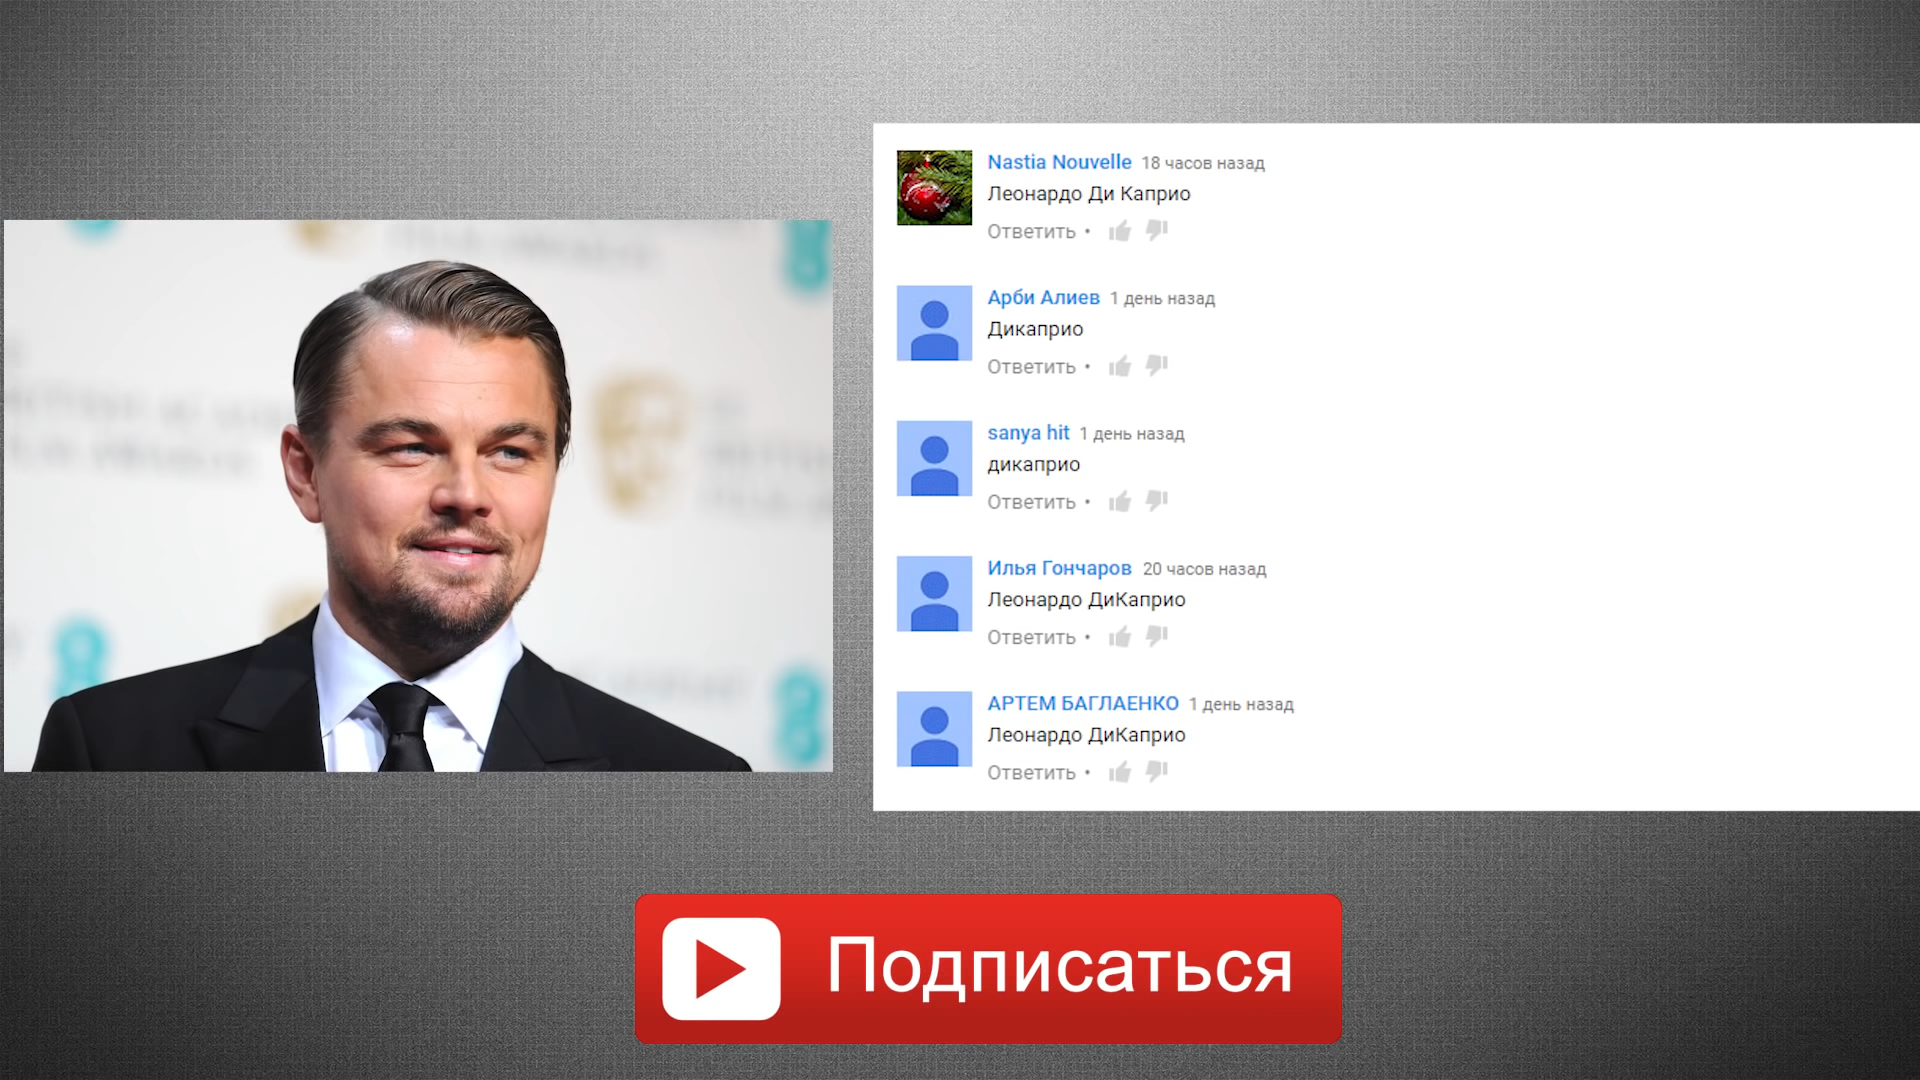 Nastia Nouvelle 18 часов назад
Леонардо Ди Каприо
Ответить •
Арби Алиев 1 день назад
Дикаприо
Ответить •
sanya hit 1 день назад
дикаприо
Ответить •
Илья Гончаров 20 часов назад
Леонардо ДиКаприо
Ответить •
АРТЕМ БАГЛАЕНКО 1 день назад
Леонардо ДиКаприо
Ответить •
Подписаться